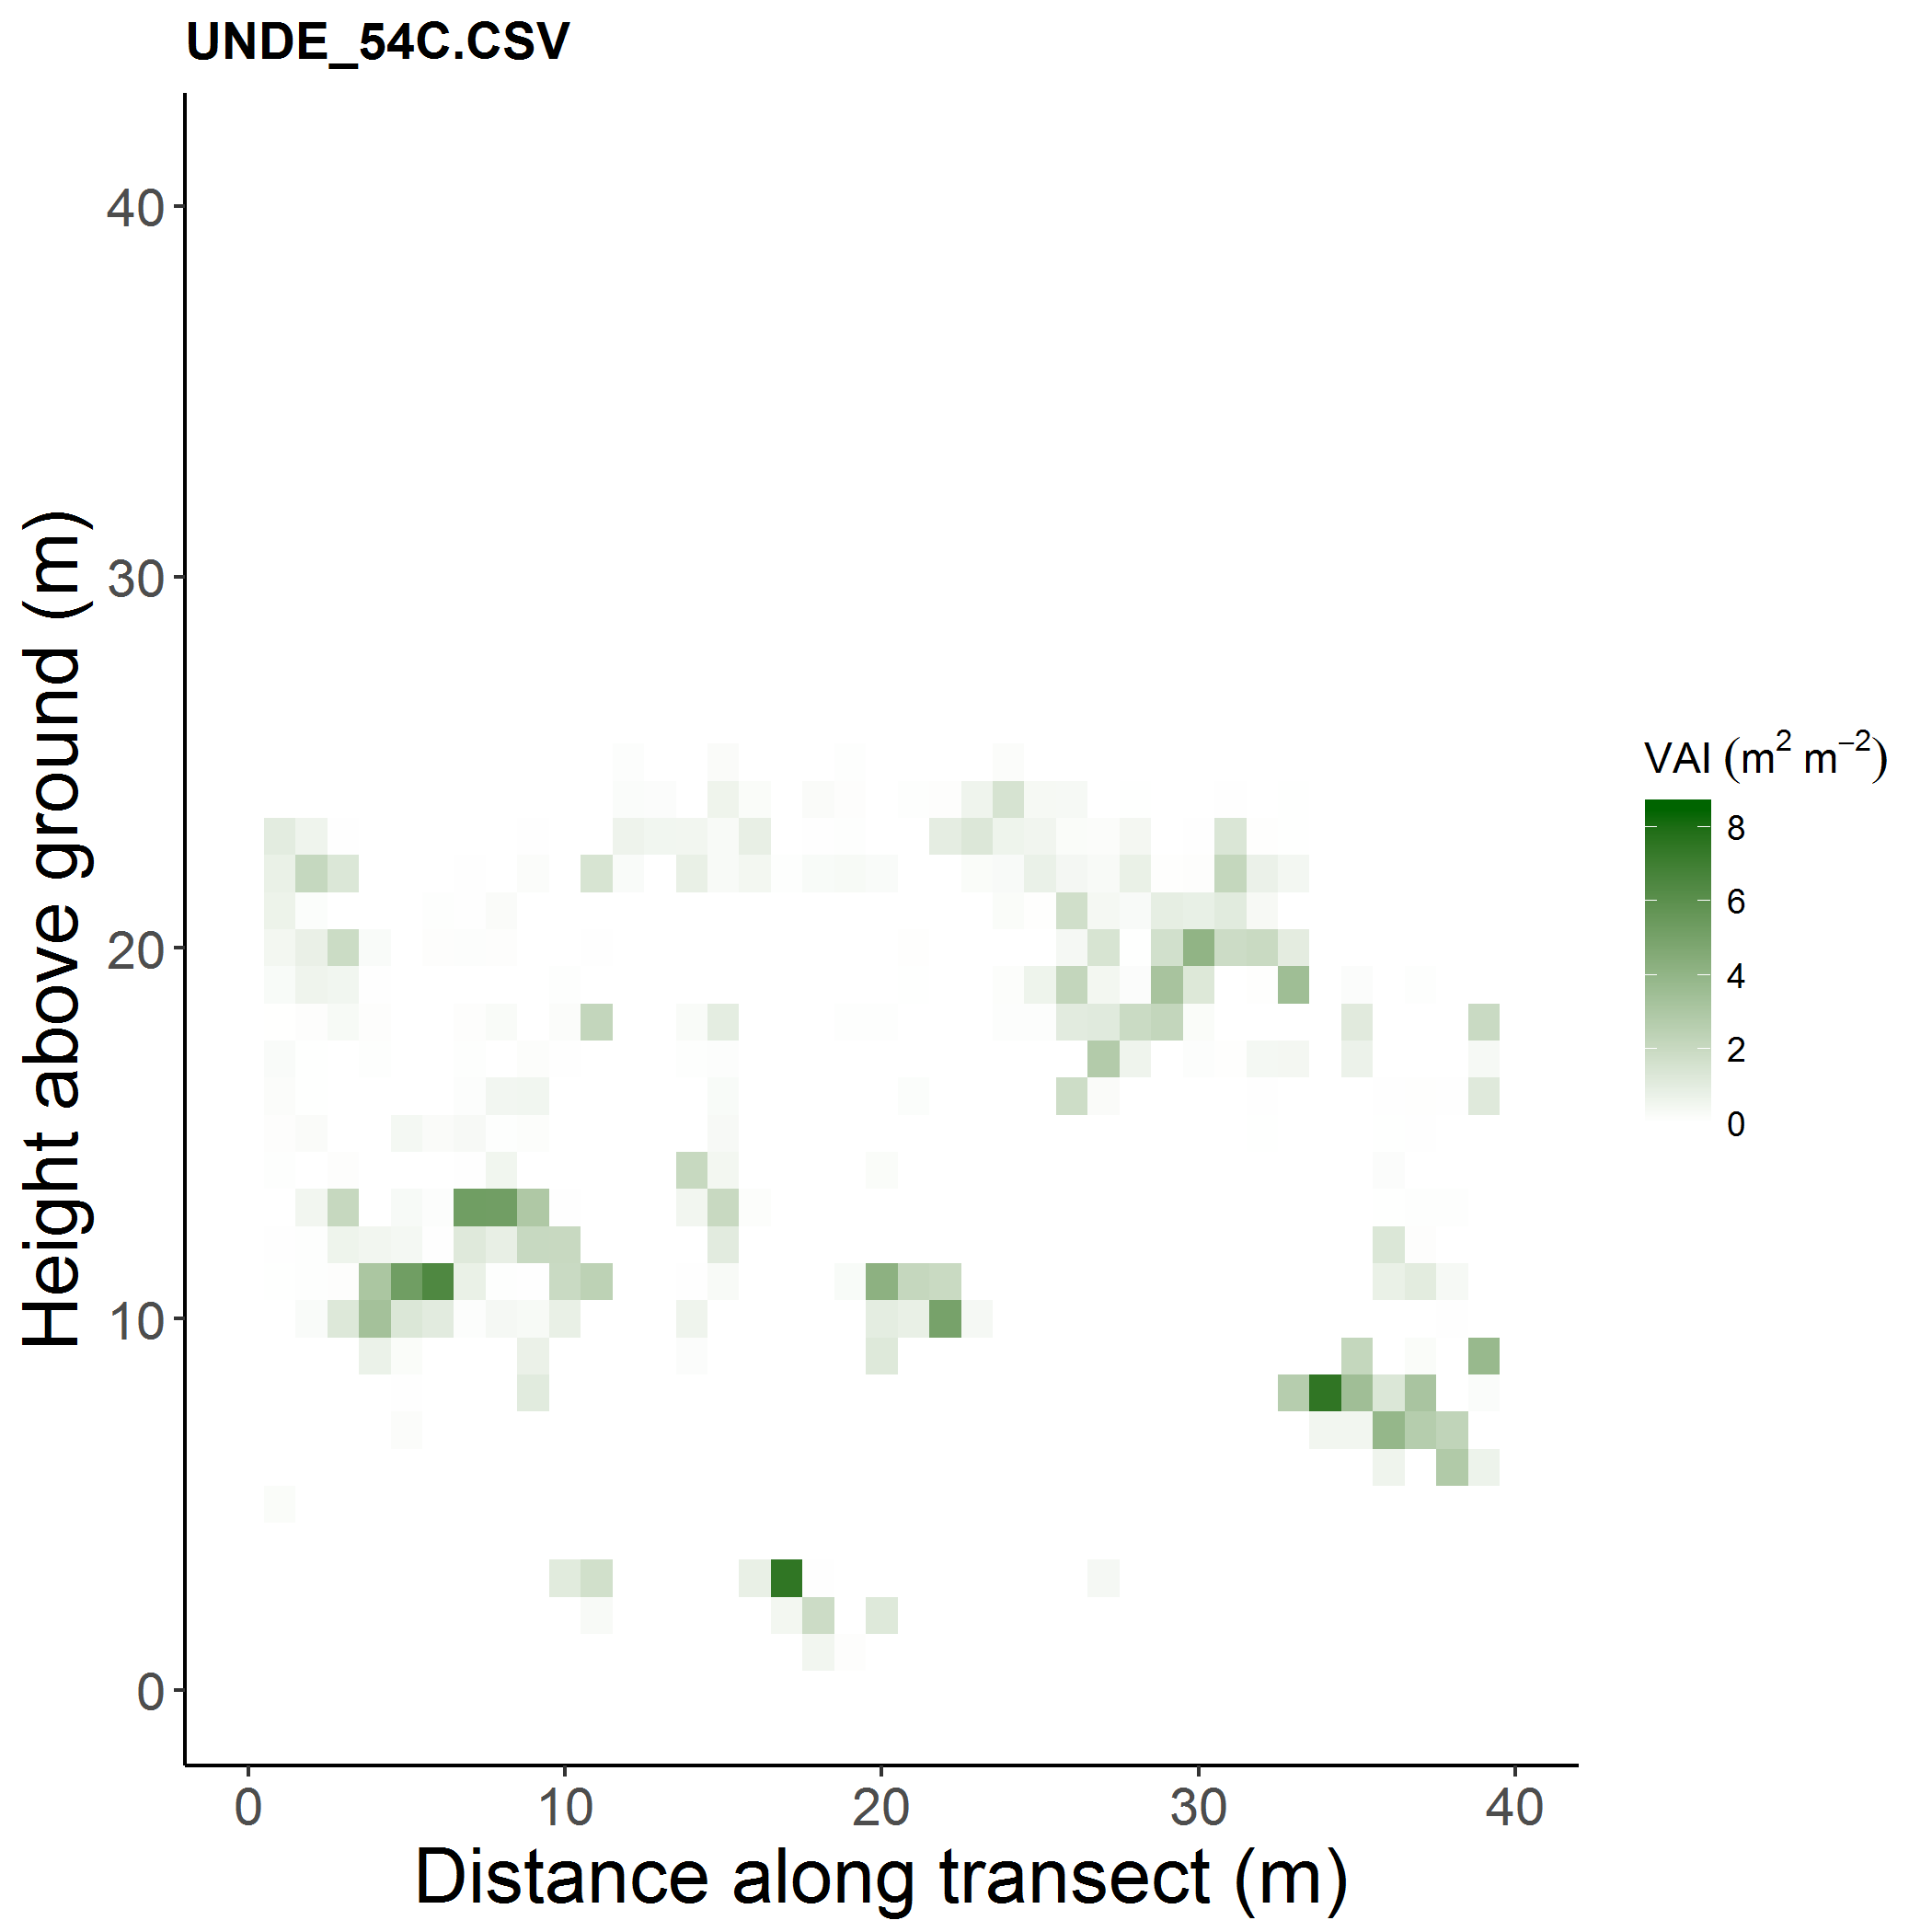 UNDE_54C.CSV
Height above ground (m)
40
30
20
10
0
0 10 20 30 40
Distance along transect (m)
VAI (m² m⁻²)
8
6
4
2
0